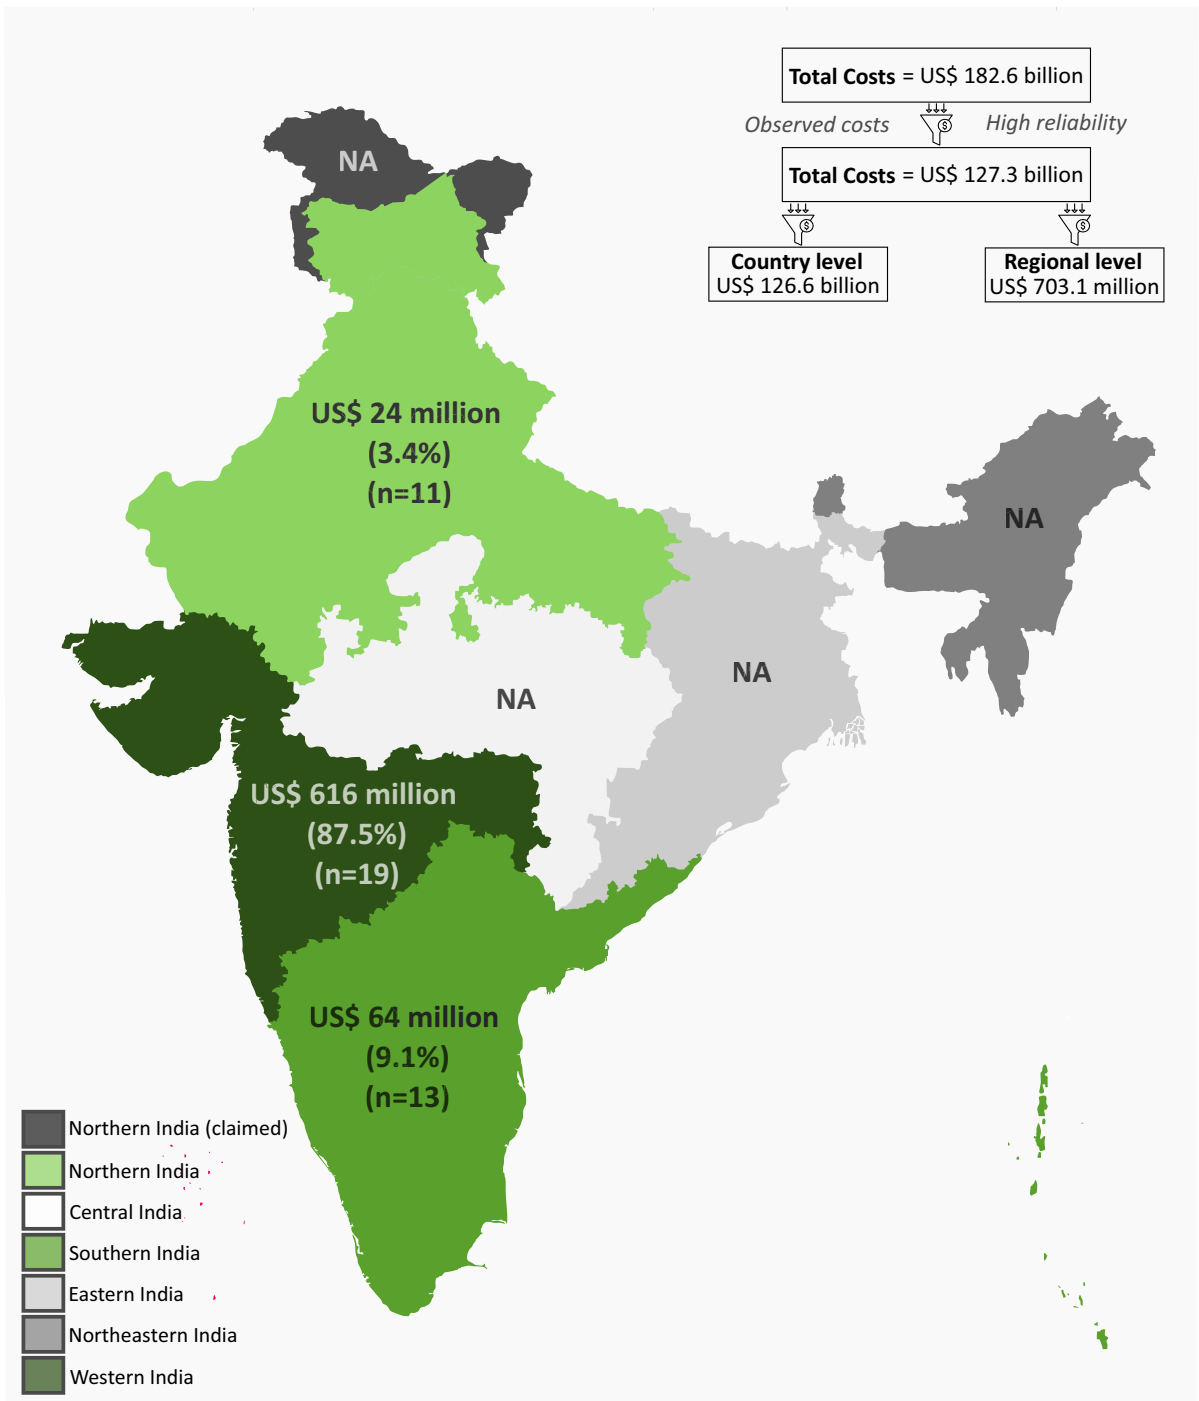 Total Costs = US$ 182.6 billion
Observed costs High reliability
Total Costs = US$ 127.3 billion
Country level
US$ 126.6 billion
Regional level
US$ 703.1 million
NA
US$ 24 million
(3.4%)
(n=11)
NA
NA
NA
US$ 616 million
(87.5%)
(n=19)
US$ 64 million
(9.1%)
(n=13)
Northern India (claimed)
Northern India
Central India
Southern India
Eastern India
Northeastern India
Western India